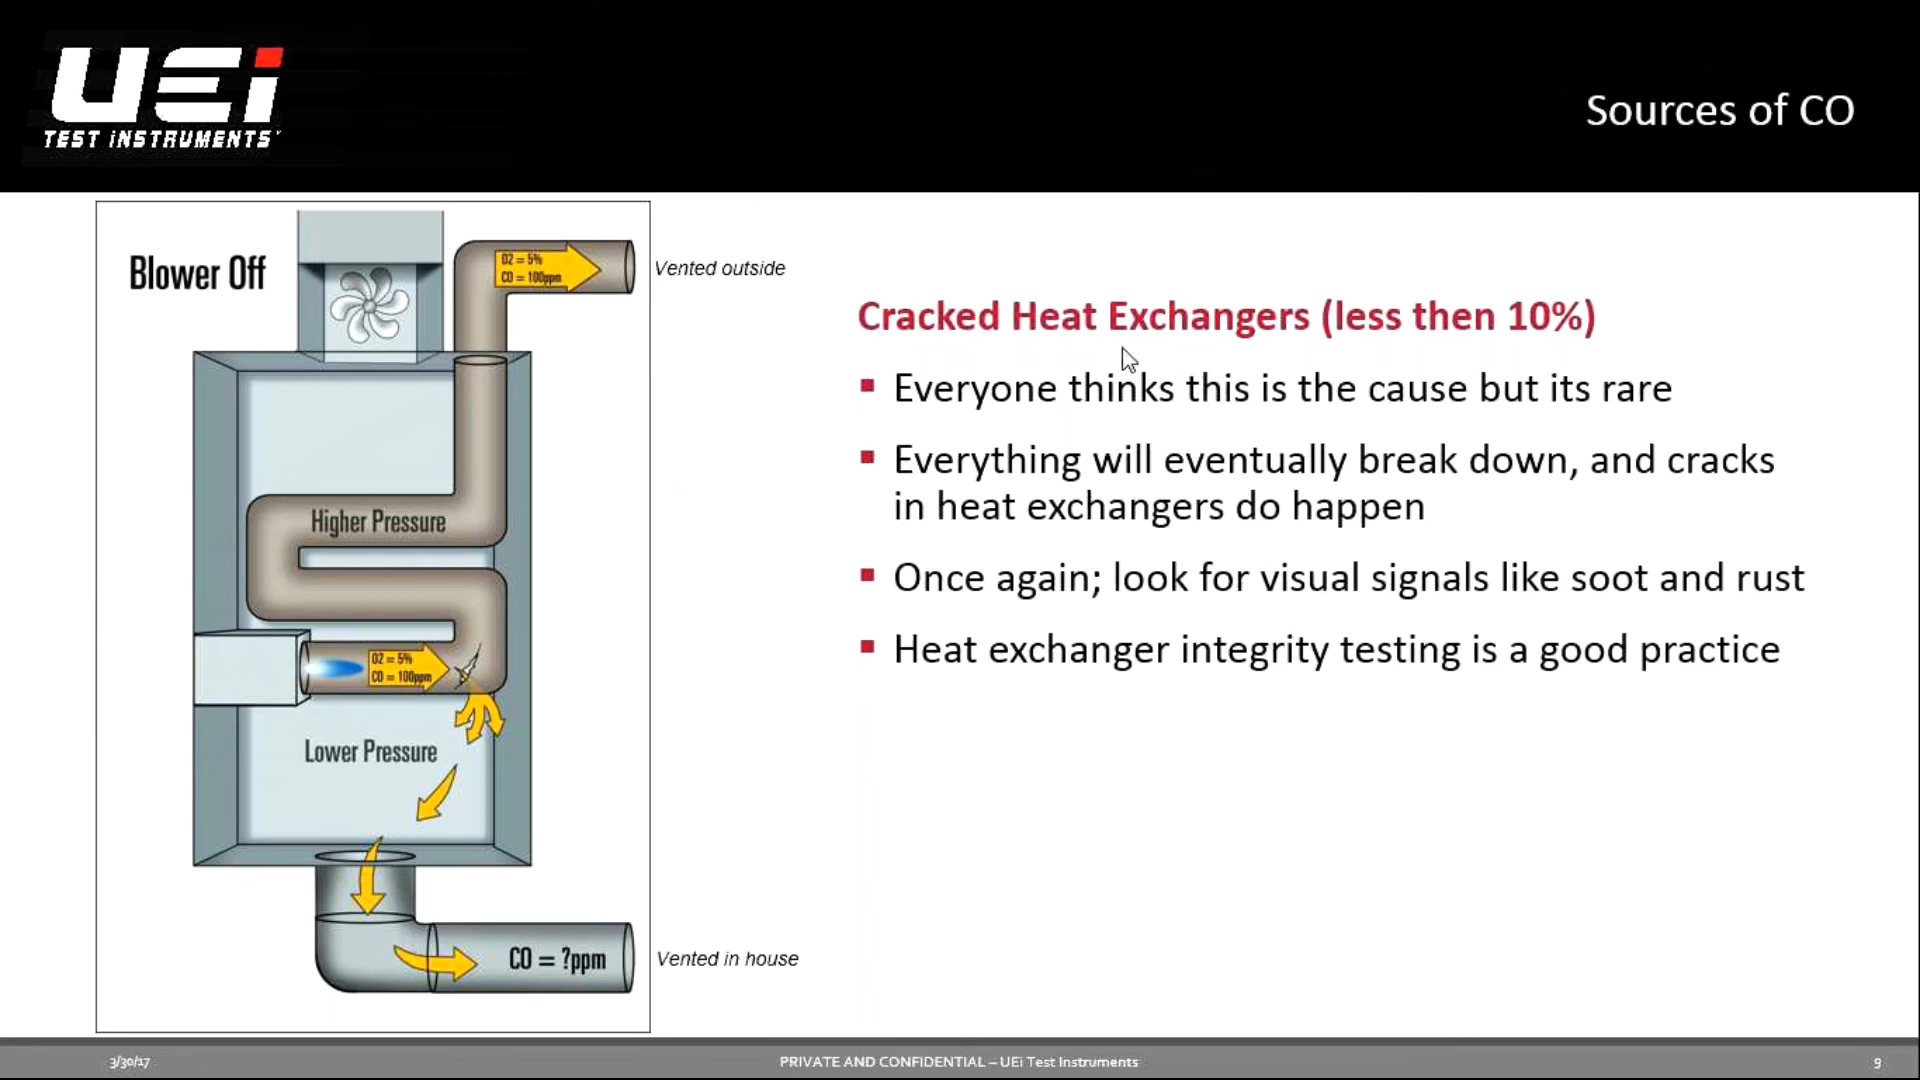 UEi
TEST iNSTRUMENTS
Sources of CO
Blower Off
O2 = 5%
CO = 100ppm
Vented outside
Higher Pressure
O2 = 5%
CO = 100ppm
Lower Pressure
CO = ?ppm
Vented in house
Cracked Heat Exchangers (less then 10%)
Everyone thinks this is the cause but its rare
Everything will eventually break down, and cracks
in heat exchangers do happen
Once again; look for visual signals like soot and rust
Heat exchanger integrity testing is a good practice
3/30/17
PRIVATE AND CONFIDENTIAL – UEi Test Instruments
9